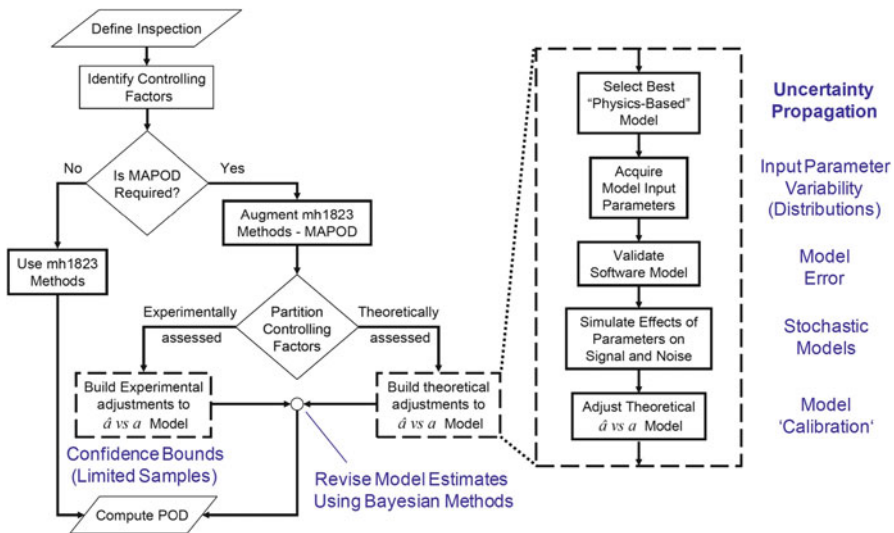 Define Inspection
Identify Controlling
Factors
No
Yes
Is MAPOD
Required?
Augment mh1823
Methods - MAPOD
Use mh1823
Methods
Experimentally
assessed
Partition
Controlling
Factors
Theoretically
assessed
Build Experimental
adjustments to
â vs a Model
Build theoretical
adjustments to
â vs a Model
Confidence Bounds
(Limited Samples)
Revise Model Estimates
Using Bayesian Methods
Compute POD
Select Best
“Physics-Based”
Model
Acquire
Model Input
Parameters
Validate
Software Model
Simulate Effects of
Parameters on
Signal and Noise
Adjust Theoretical
â vs a Model
Uncertainty
Propagation
Input Parameter
Variability
(Distributions)
Model
Error
Stochastic
Models
Model
‘Calibration‘